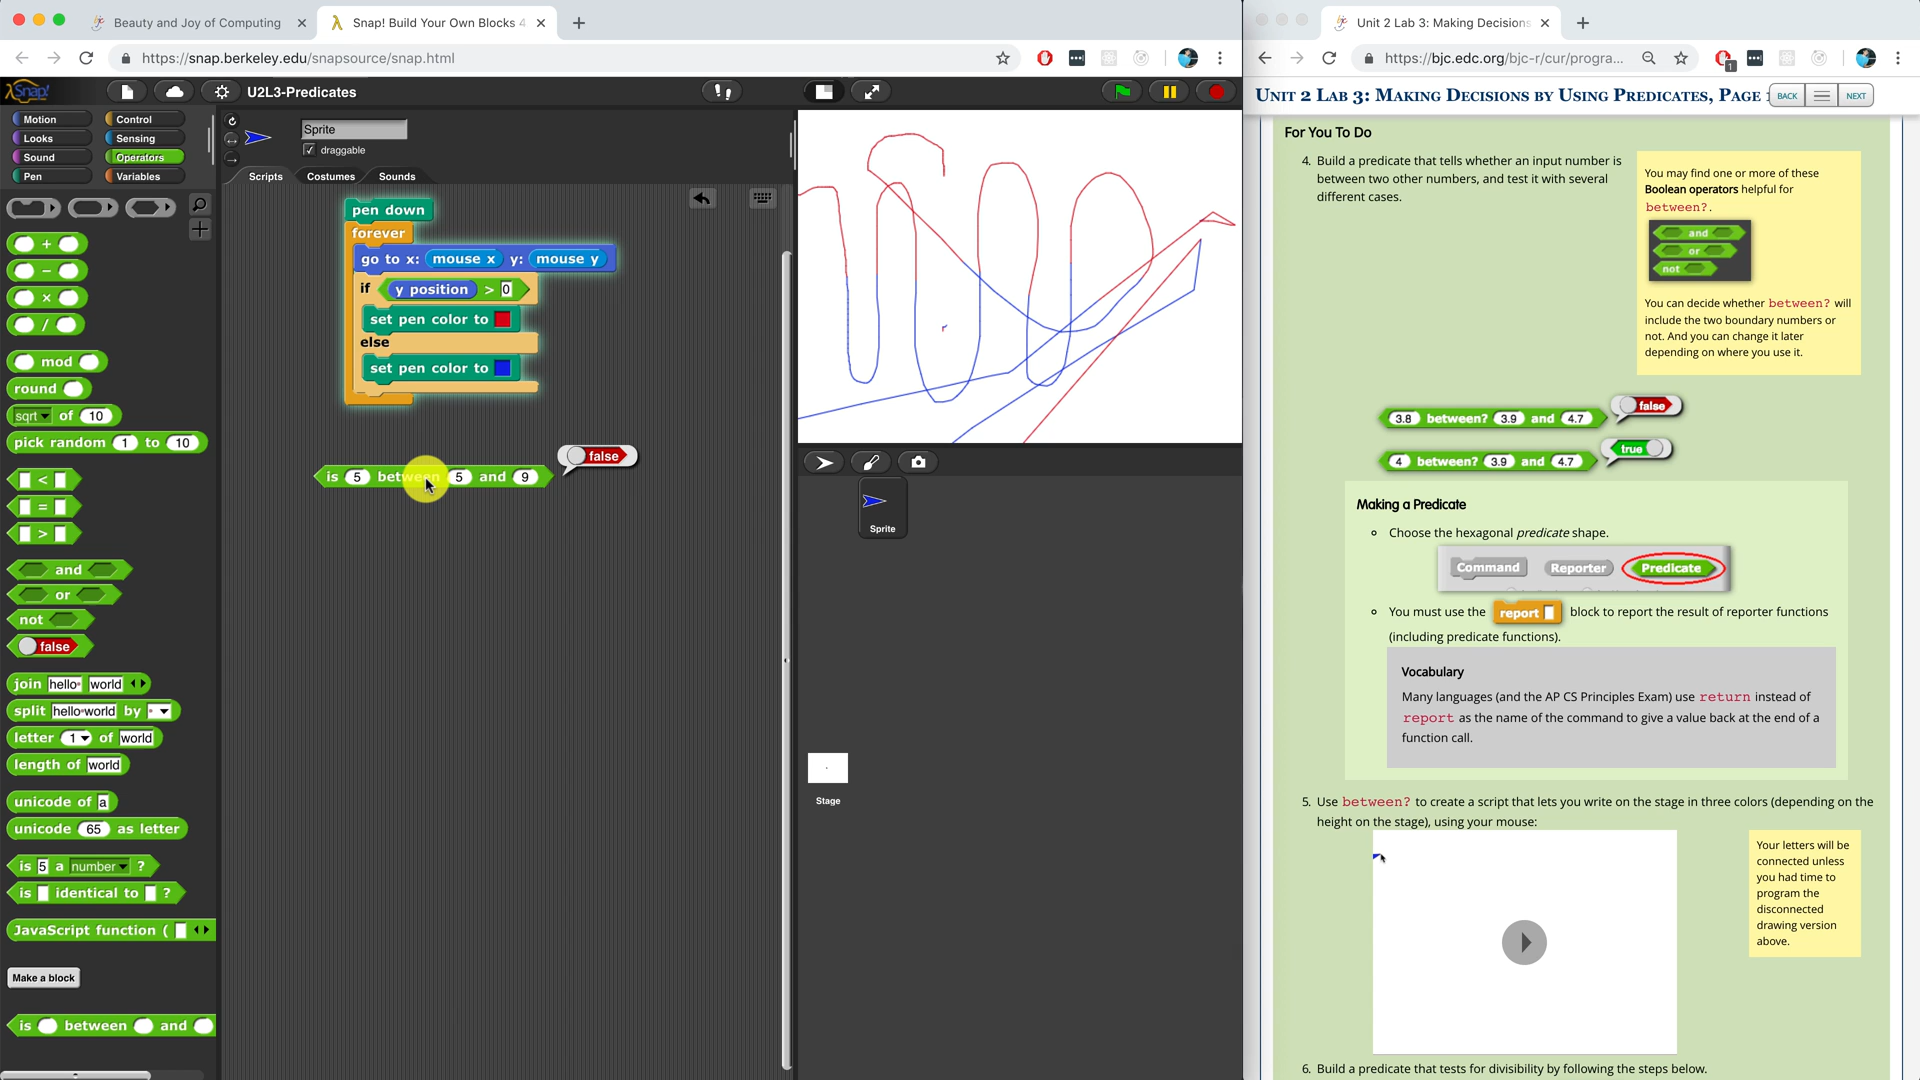 Beauty and Joy of Computing
Snap! Build Your Own Blocks 4
https://snap.berkeley.edu/snapsource/snap.html
Snap!
U2L3-Predicates
Motion
Control
Looks
Sensing
Sound
Operators
Pen
Variables
+
−
×
/
mod
round
sqrt of 10
pick random 1 to 10
<
=
>
and
or
not
false
join hello world
split hello world by
letter 1 of world
length of world
unicode of a
unicode 65 as letter
is 5 a number ?
is identical to ?
JavaScript function (
Make a block
is between and
Sprite
draggable
Scripts
Costumes
Sounds
pen down
forever
go to x: mouse x y: mouse y
if y position > 0
set pen color to
else
set pen color to
is 5 between 5 and 9
false
Sprite
Stage
Unit 2 Lab 3: Making Decisions
1
https://bjc.edc.org/bjc-r/cur/progra...
UNIT 2 LAB 3: MAKING DECISIONS BY USING PREDICATES, PAGE
BACK
NEXT
For You To Do
4. Build a predicate that tells whether an input number is
between two other numbers, and test it with several
different cases.
You may find one or more of these
Boolean operators helpful for
between?.
and
or
not
You can decide whether between? will
include the two boundary numbers or
not. And you can change it later
depending on where you use it.
3.8 between? 3.9 and 4.7
false
4 between? 3.9 and 4.7
true
Making a Predicate
Choose the hexagonal predicate shape.
Command
Reporter
Predicate
You must use the report block to report the result of reporter functions
(including predicate functions).
Vocabulary
Many languages (and the AP CS Principles Exam) use return instead of
report as the name of the command to give a value back at the end of a
function call.
5. Use between? to create a script that lets you write on the stage in three colors (depending on the
height on the stage), using your mouse:
Your letters will be
connected unless
you had time to
program the
disconnected
drawing version
above.
6. Build a predicate that tests for divisibility by following the steps below.